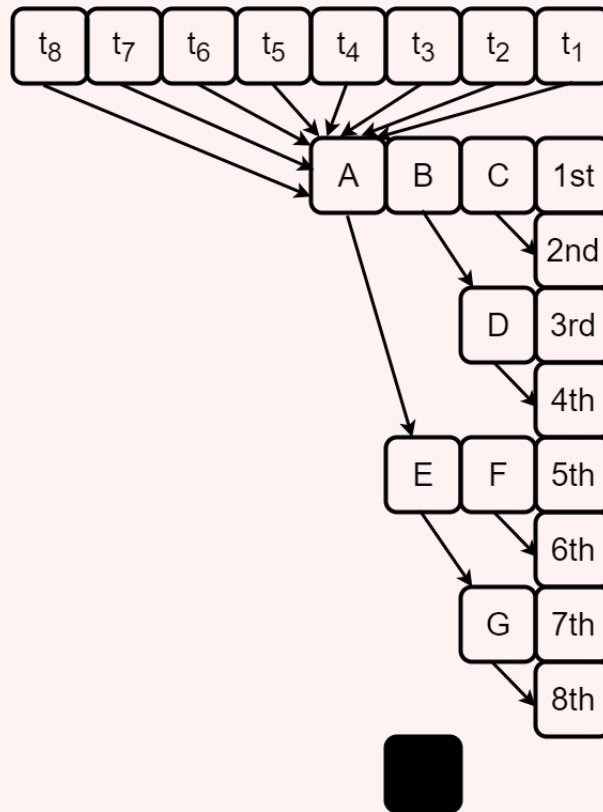 t₈ t₇ t₆ t₅ t₄ t₃ t₂ t₁
A B C 1st
2nd
D 3rd
4th
E F 5th
6th
G 7th
8th